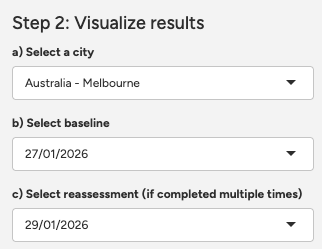 Step 2: Visualize results
a) Select a city
Australia - Melbourne
b) Select baseline
27/01/2026
c) Select reassessment (if completed multiple times)
29/01/2026